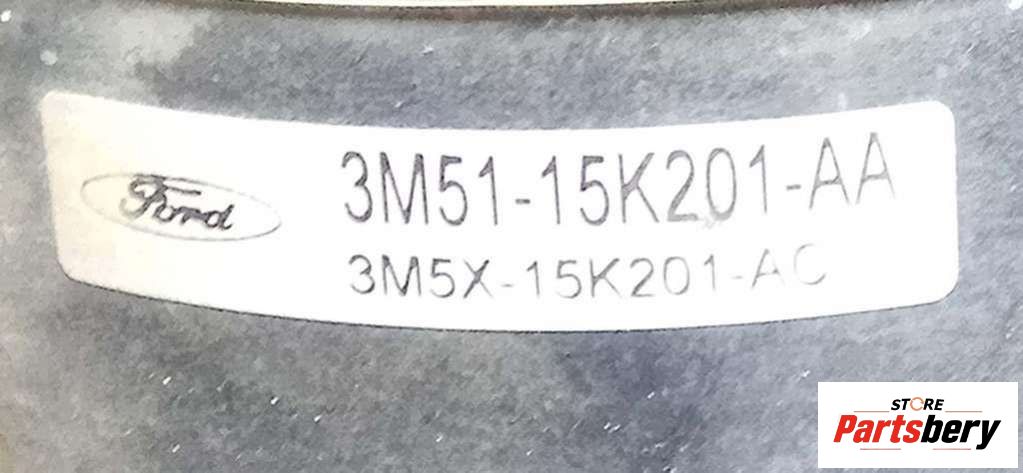 Ford
3M51-15K201-AA
3M5X-15K201-AC
STORE
Partsbery